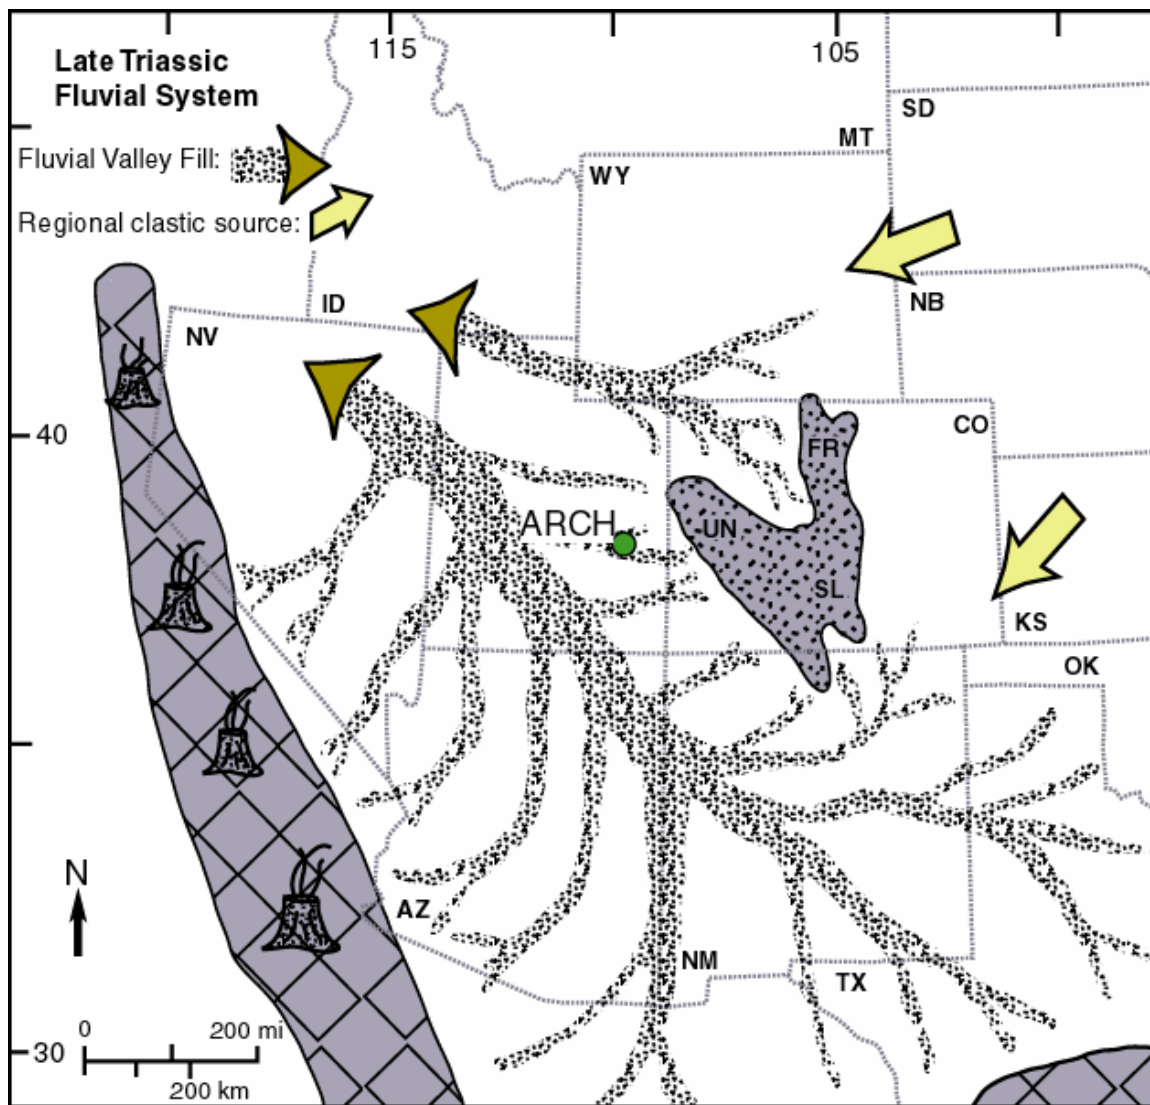 115
105
Late Triassic
Fluvial System
SD
MT
Fluvial Valley Fill:
WY
Regional clastic source:
ID
NB
NV
CO
40
FR
ARCH
UN
SL
KS
OK
N
AZ
NM
TX
0
200 mi
30
200 km